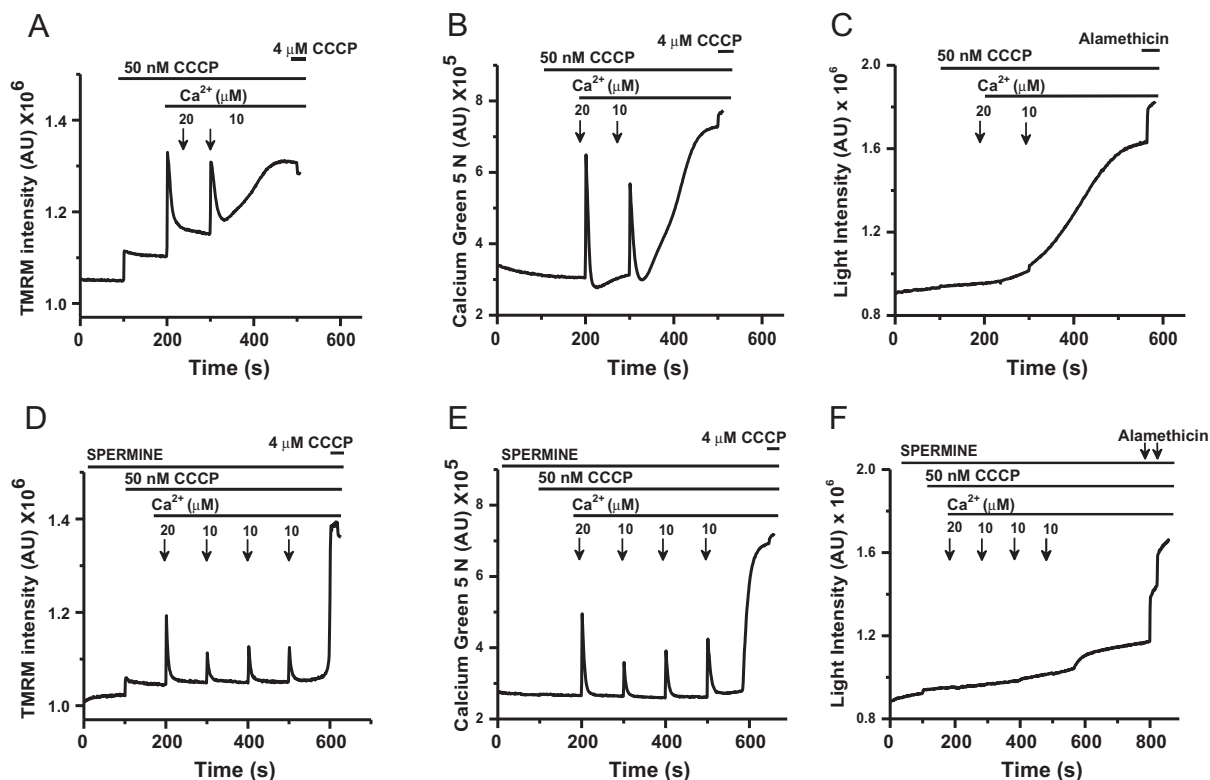 A
4 μM CCCP
50 nM CCCP
Ca2+ (μM)
20 10
TMRM intensity (AU) X10^6
1.4
1.3
1.2
1.1
1.0
0 200 400 600
Time (s)
B
4 μM CCCP
50 nM CCCP
Ca2+ (μM)
20 10
Calcium Green 5 N (AU) X10^5
8
6
4
2
0 200 400 600
Time (s)
C
Alamethicin
50 nM CCCP
Ca2+ (μM)
20 10
Light Intensity (AU) x 10^6
2.0
1.6
1.2
0.8
0 200 400 600
Time (s)
D
4 μM CCCP
SPERMINE
50 nM CCCP
Ca2+ (μM)
20 10 10 10
TMRM intensity (AU) X10^6
1.4
1.2
1.0
0 200 400 600
Time (s)
E
4 μM CCCP
SPERMINE
50 nM CCCP
Ca2+ (μM)
20 10 10 10
Calcium Green 5 N (AU) X10^5
8
6
4
2
0 200 400 600
Time (s)
F
Alamethicin
SPERMINE
50 nM CCCP
Ca2+ (μM)
20 10 10 10
Light Intensity (AU) x 10^6
2.0
1.6
1.2
0.8
0 200 400 600 800
Time (s)